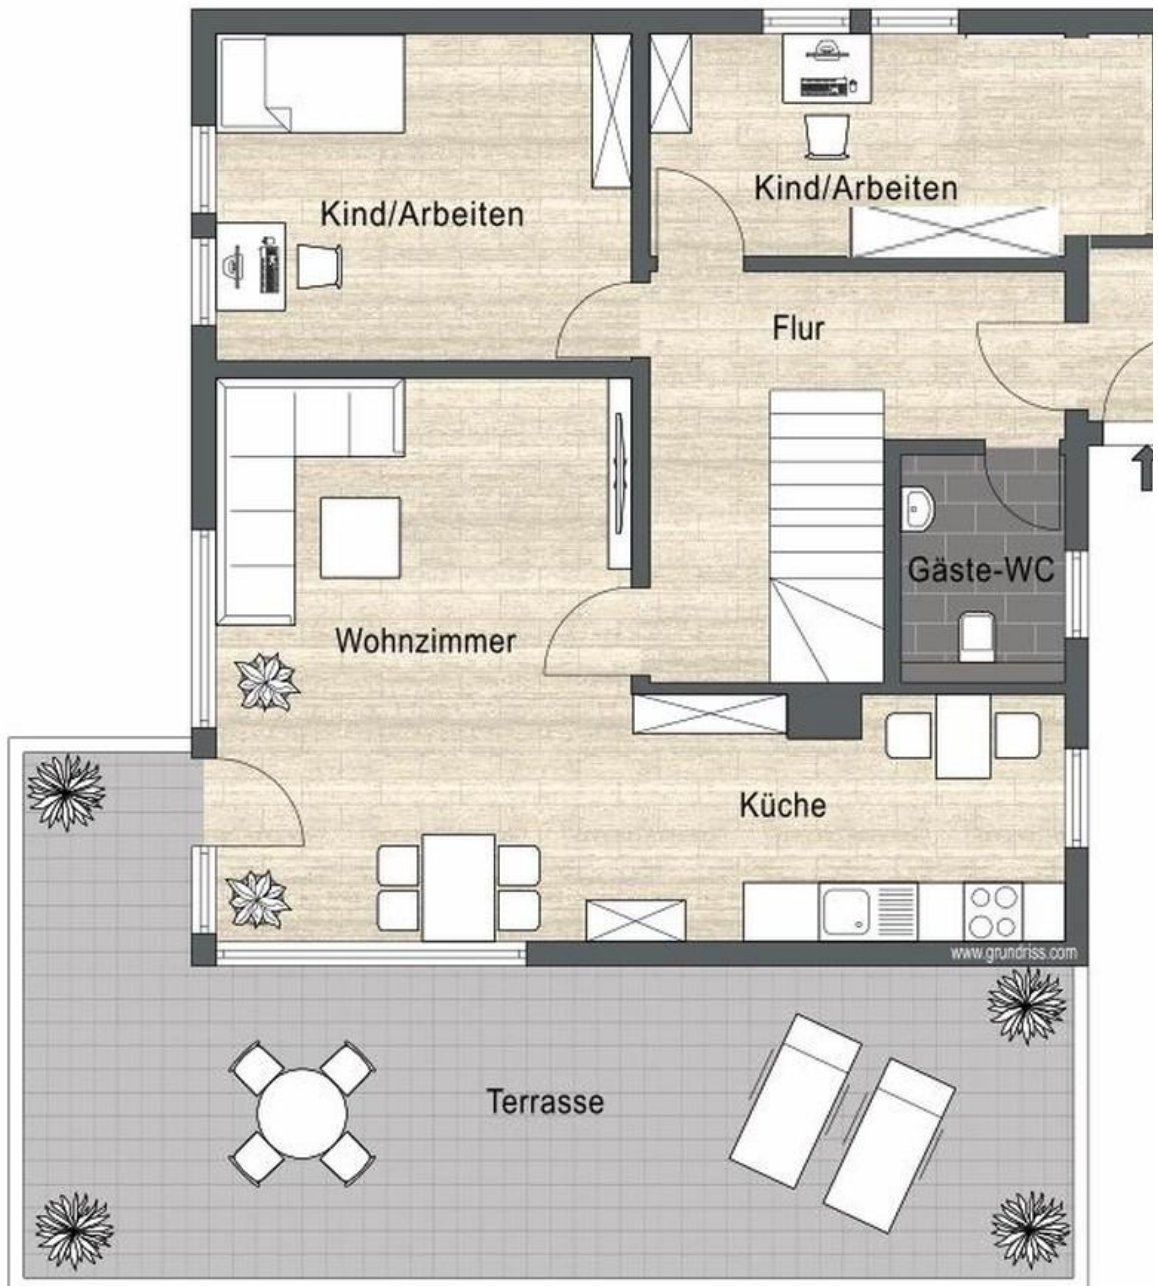 Kind/Arbeiten
Kind/Arbeiten
Flur
Gäste-WC
Wohnzimmer
Küche
www.grundriss.com
Terrasse